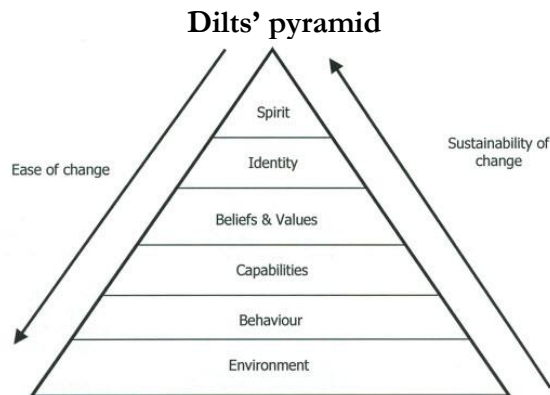 Dilts’ pyramid
Spirit
Identity
Beliefs & Values
Capabilities
Behaviour
Environment
Ease of change
Sustainability of
change